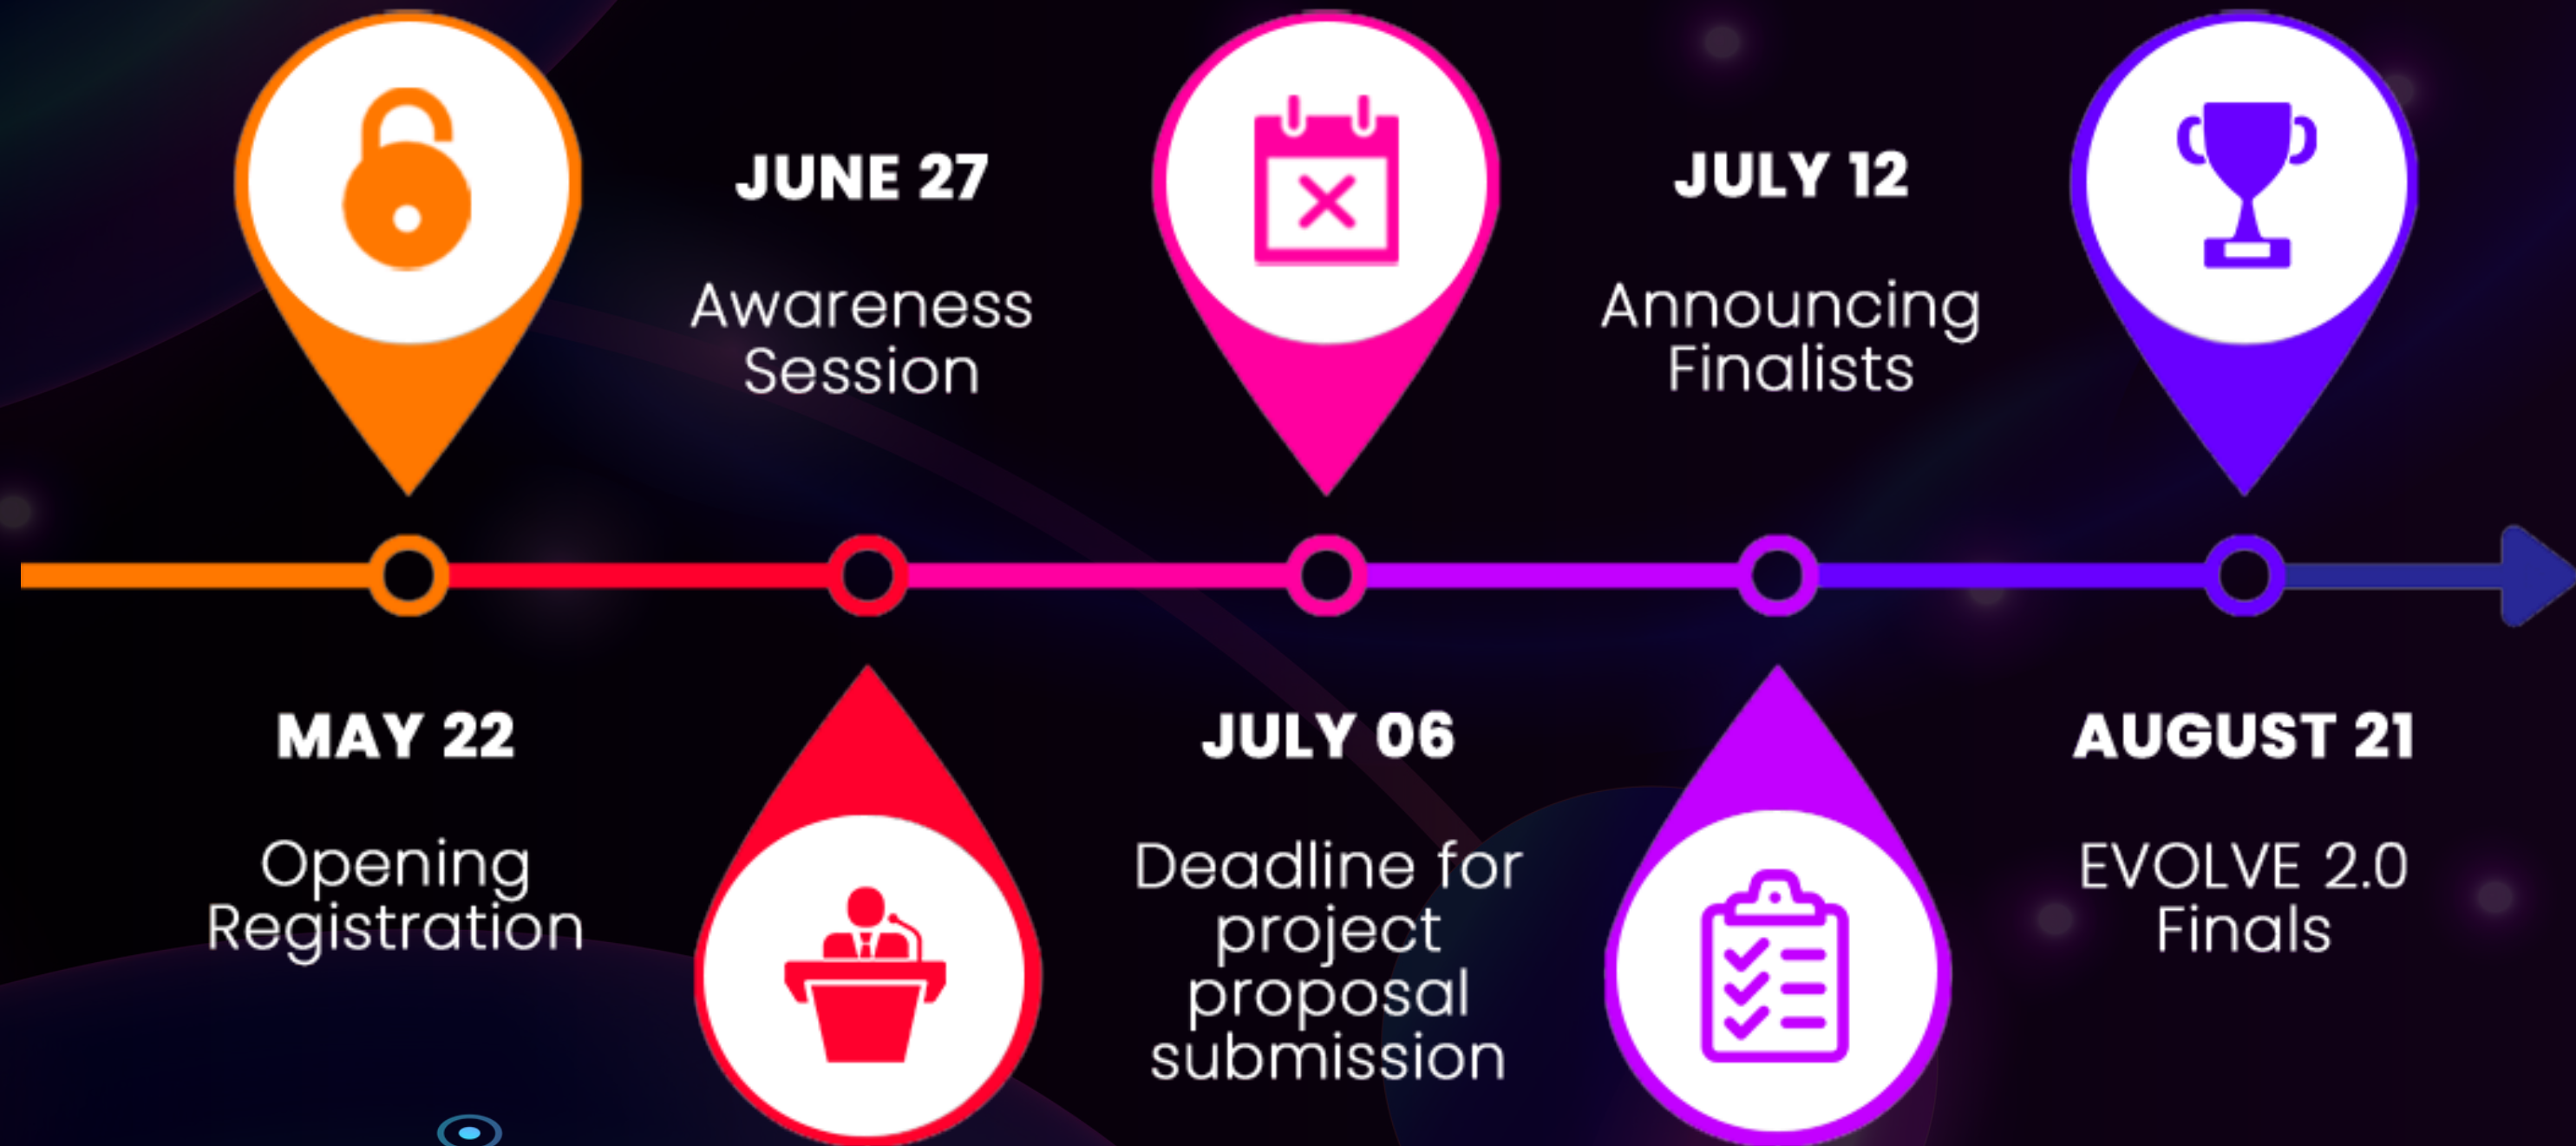 MAY 22
Opening
Registration
JUNE 27
Awareness
Session
JULY 06
Deadline for
project
proposal
submission
JULY 12
Announcing
Finalists
AUGUST 21
EVOLVE 2.0
Finals